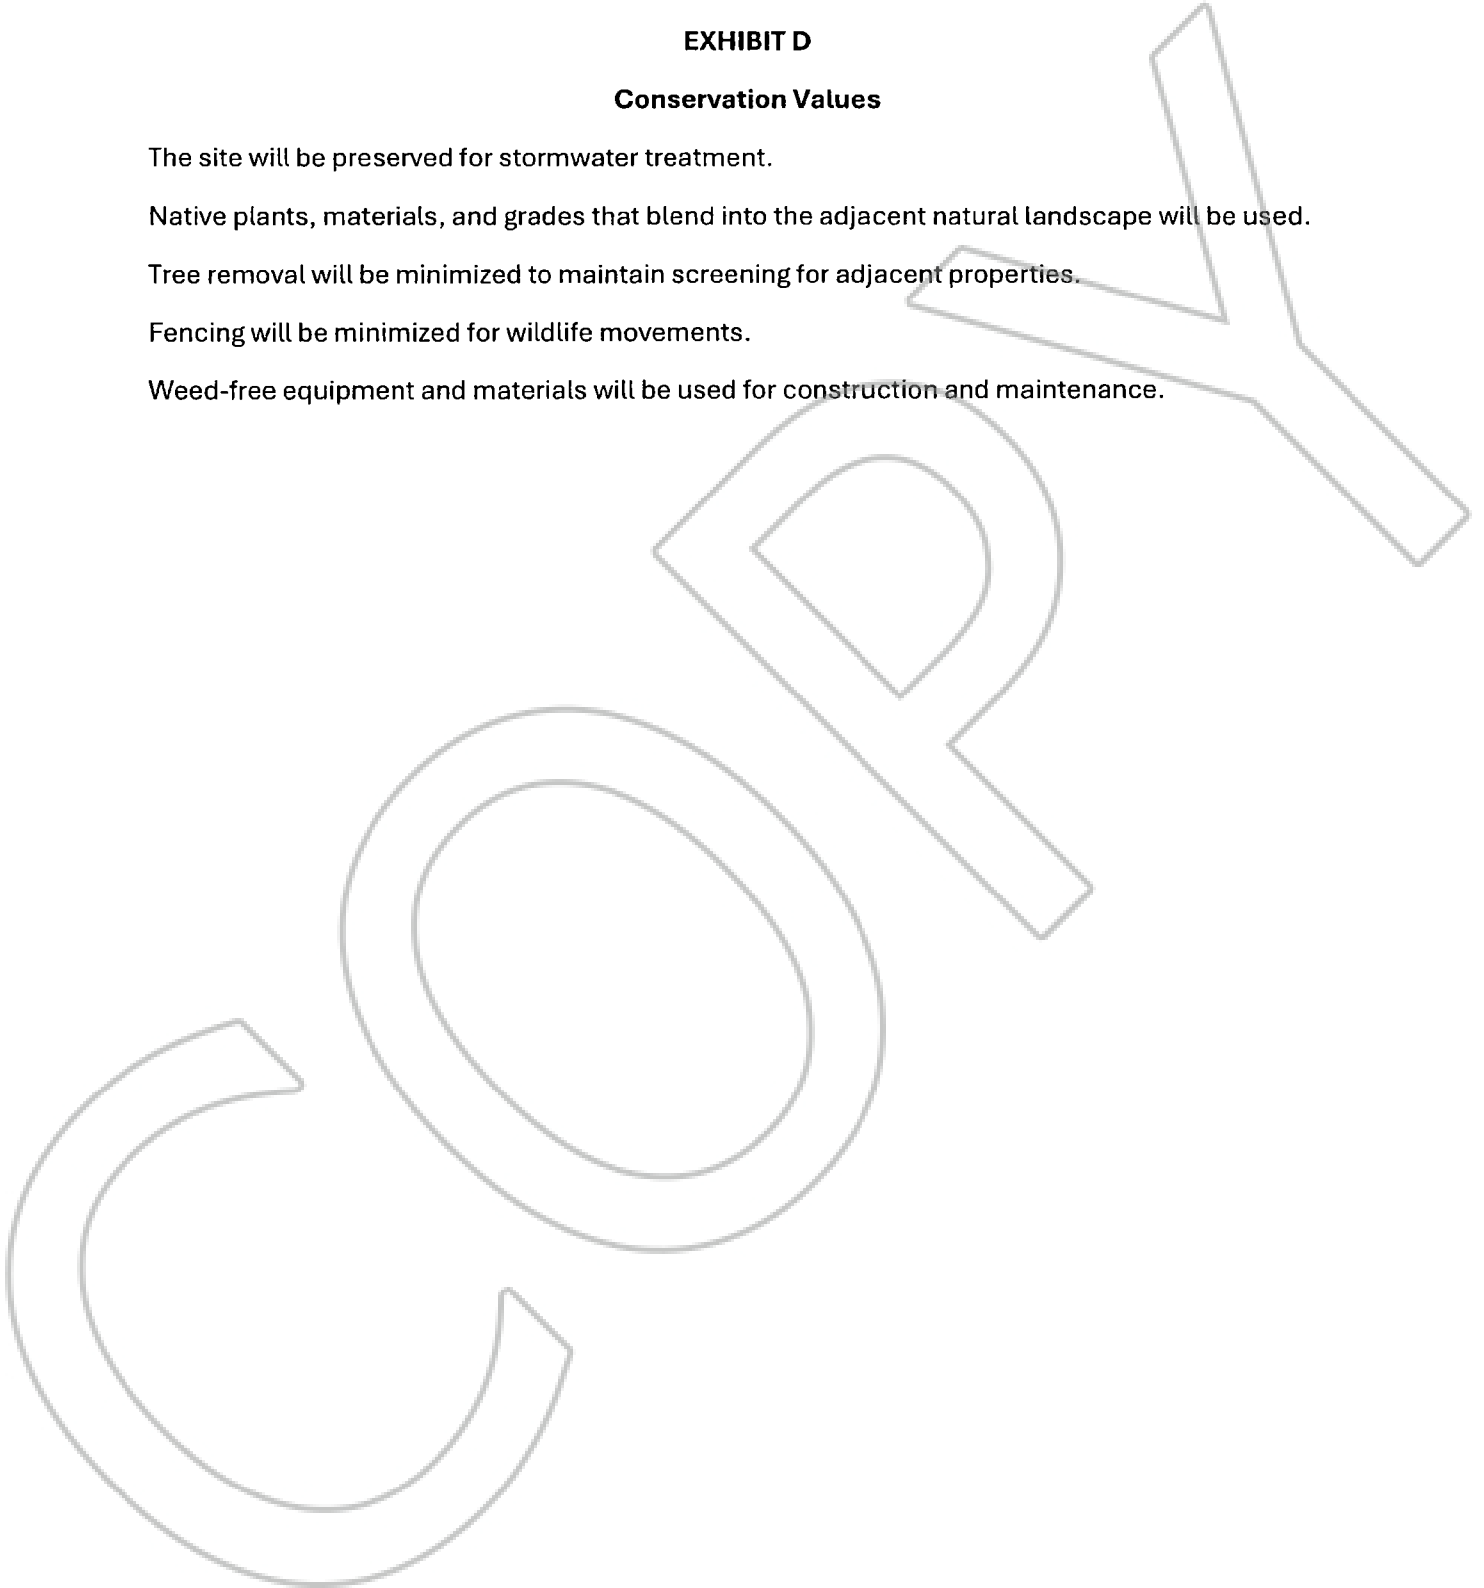 EXHIBIT D
Conservation Values
The site will be preserved for stormwater treatment.
Native plants, materials, and grades that blend into the adjacent natural landscape will be used.
Tree removal will be minimized to maintain screening for adjacent properties.
Fencing will be minimized for wildlife movements.
Weed-free equipment and materials will be used for construction and maintenance.
COPY